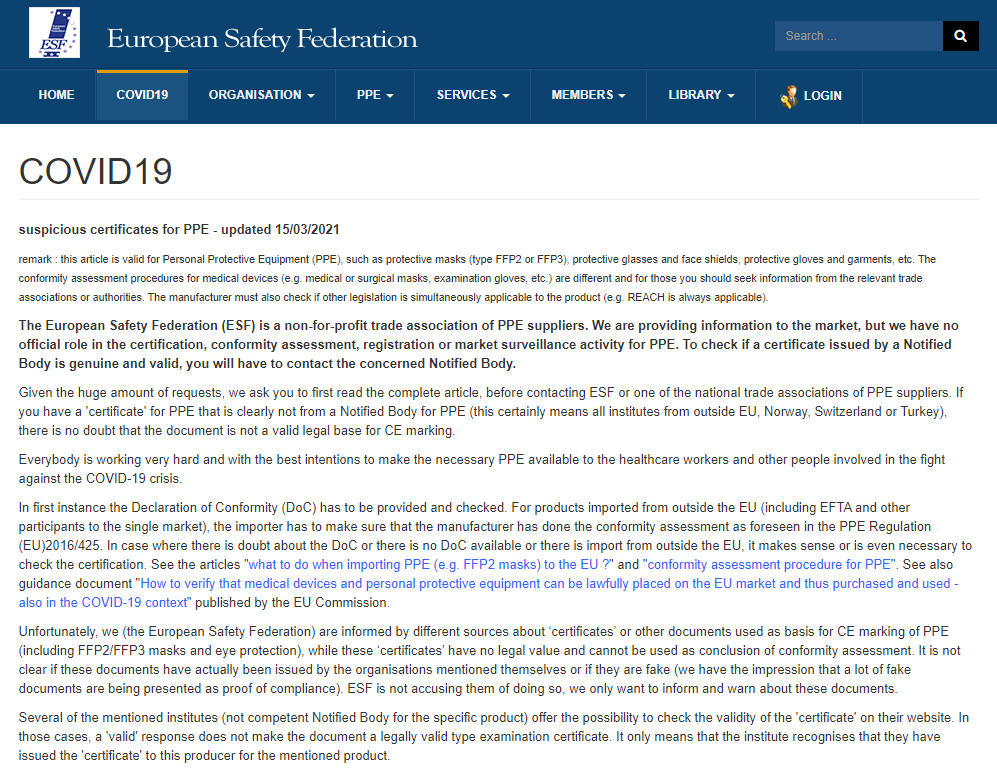 ESF
European Safety Federation
Search ...
HOME
COVID19
ORGANISATION
PPE
SERVICES
MEMBERS
LIBRARY
LOGIN
COVID19
suspicious certificates for PPE - updated 15/03/2021
remark : this article is valid for Personal Protective Equipment (PPE), such as protective masks (type FFP2 or FFP3), protective glasses and face shields, protective gloves and garments, etc. The
conformity assessment procedures for medical devices (e.g. medical or surgical masks, examination gloves, etc.) are different and for those you should seek information from the relevant trade
associations or authorities. The manufacturer must also check if other legislation is simultaneously applicable to the product (e.g. REACH is always applicable).
The European Safety Federation (ESF) is a non-for-profit trade association of PPE suppliers. We are providing information to the market, but we have no
official role in the certification, conformity assessment, registration or market surveillance activity for PPE. To check if a certificate issued by a Notified
Body is genuine and valid, you will have to contact the concerned Notified Body.
Given the huge amount of requests, we ask you to first read the complete article, before contacting ESF or one of the national trade associations of PPE suppliers. If
you have a 'certificate' for PPE that is clearly not from a Notified Body for PPE (this certainly means all institutes from outside EU, Norway, Switzerland or Turkey),
there is no doubt that the document is not a valid legal base for CE marking.
Everybody is working very hard and with the best intentions to make the necessary PPE available to the healthcare workers and other people involved in the fight
against the COVID-19 crisis.
In first instance the Declaration of Conformity (DoC) has to be provided and checked. For products imported from outside the EU (including EFTA and other
participants to the single market), the importer has to make sure that the manufacturer has done the conformity assessment as foreseen in the PPE Regulation
(EU)2016/425. In case where there is doubt about the DoC or there is no DoC available or there is import from outside the EU, it makes sense or is even necessary to
check the certification. See the articles "what to do when importing PPE (e.g. FFP2 masks) to the EU ?" and "conformity assessment procedure for PPE". See also
guidance document "How to verify that medical devices and personal protective equipment can be lawfully placed on the EU market and thus purchased and used -
also in the COVID-19 context" published by the EU Commission.
Unfortunately, we (the European Safety Federation) are informed by different sources about ‘certificates’ or other documents used as basis for CE marking of PPE
(including FFP2/FFP3 masks and eye protection), while these ‘certificates’ have no legal value and cannot be used as conclusion of conformity assessment. It is not
clear if these documents have actually been issued by the organisations mentioned themselves or if they are fake (we have the impression that a lot of fake
documents are being presented as proof of compliance). ESF is not accusing them of doing so, we only want to inform and warn about these documents.
Several of the mentioned institutes (not competent Notified Body for the specific product) offer the possibility to check the validity of the 'certificate' on their website. In
those cases, a 'valid' response does not make the document a legally valid type examination certificate. It only means that the institute recognises that they have
issued the 'certificate' to this producer for the mentioned product.